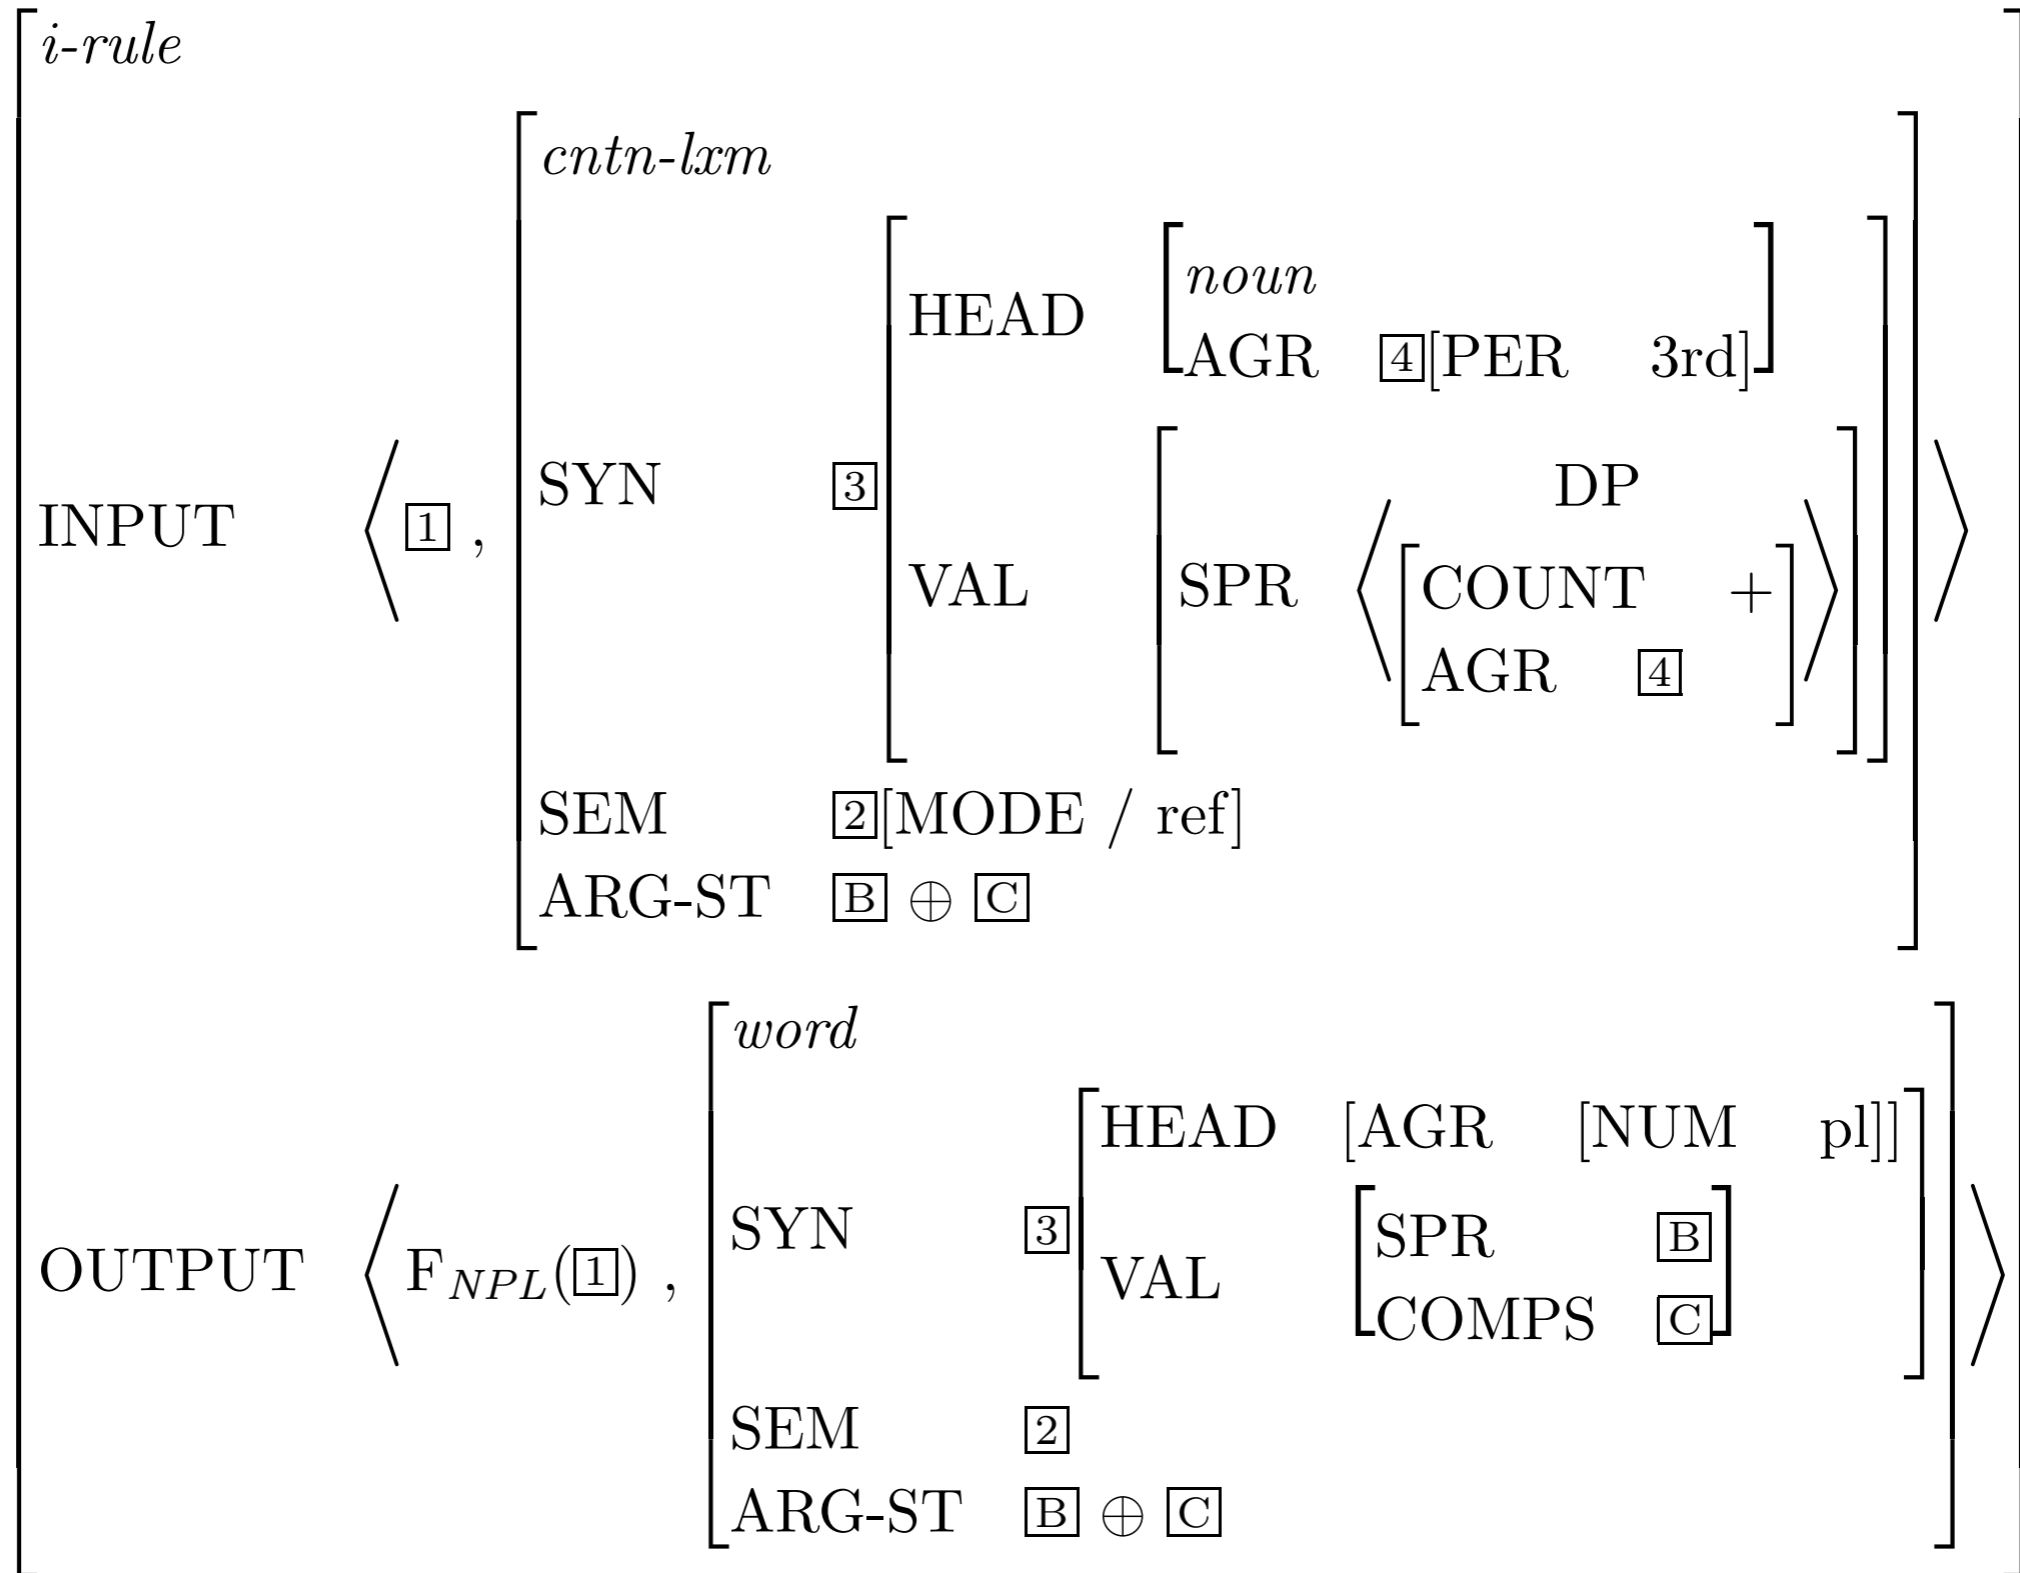 i-rule
cntn-lxm
noun
HEAD
AGR 4[PER 3rd]
DP
SYN 3
INPUT ⟨ 1 ,
VAL SPR ⟨ COUNT + ⟩ ⟩
AGR 4
SEM 2[MODE / ref]
ARG-ST B ⊕ C
word
HEAD [AGR [NUM pl]]
SYN 3
SPR B
OUTPUT ⟨ F_NPL(1) , VAL ⟩
COMPS C
SEM 2
ARG-ST B ⊕ C